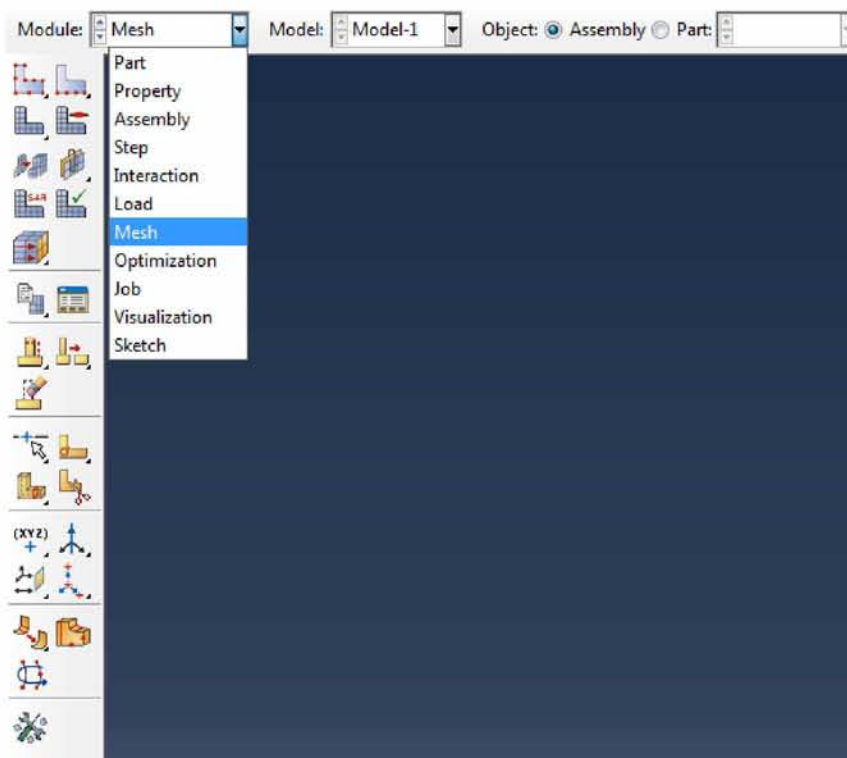 Module: Mesh Model: Model-1 Object: Assembly Part:
Part
Property
Assembly
Step
Interaction
Load
Mesh
Optimization
Job
Visualization
Sketch
(XYZ)